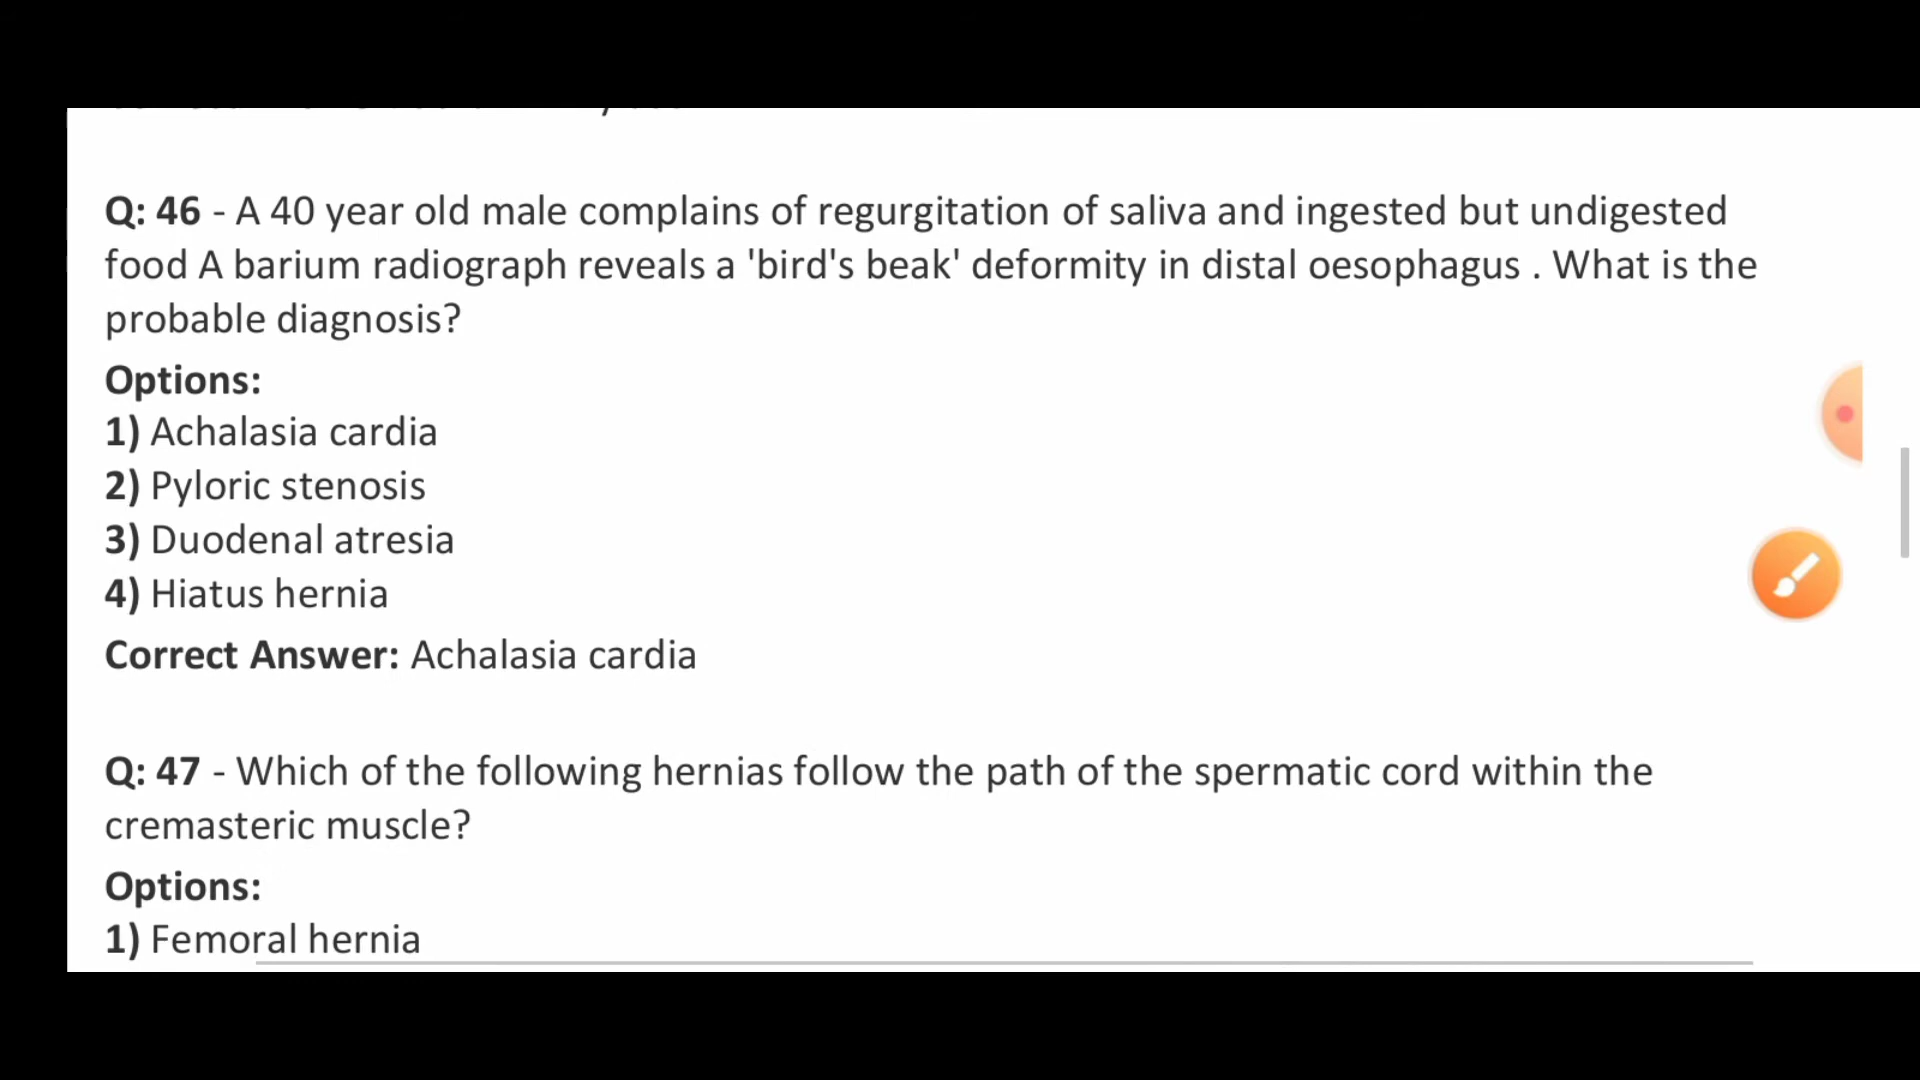 Q: 46 - A 40 year old male complains of regurgitation of saliva and ingested but undigested
food A barium radiograph reveals a 'bird's beak' deformity in distal oesophagus . What is the
probable diagnosis?
Options:
1) Achalasia cardia
2) Pyloric stenosis
3) Duodenal atresia
4) Hiatus hernia
Correct Answer: Achalasia cardia
Q: 47 - Which of the following hernias follow the path of the spermatic cord within the
cremasteric muscle?
Options:
1) Femoral hernia